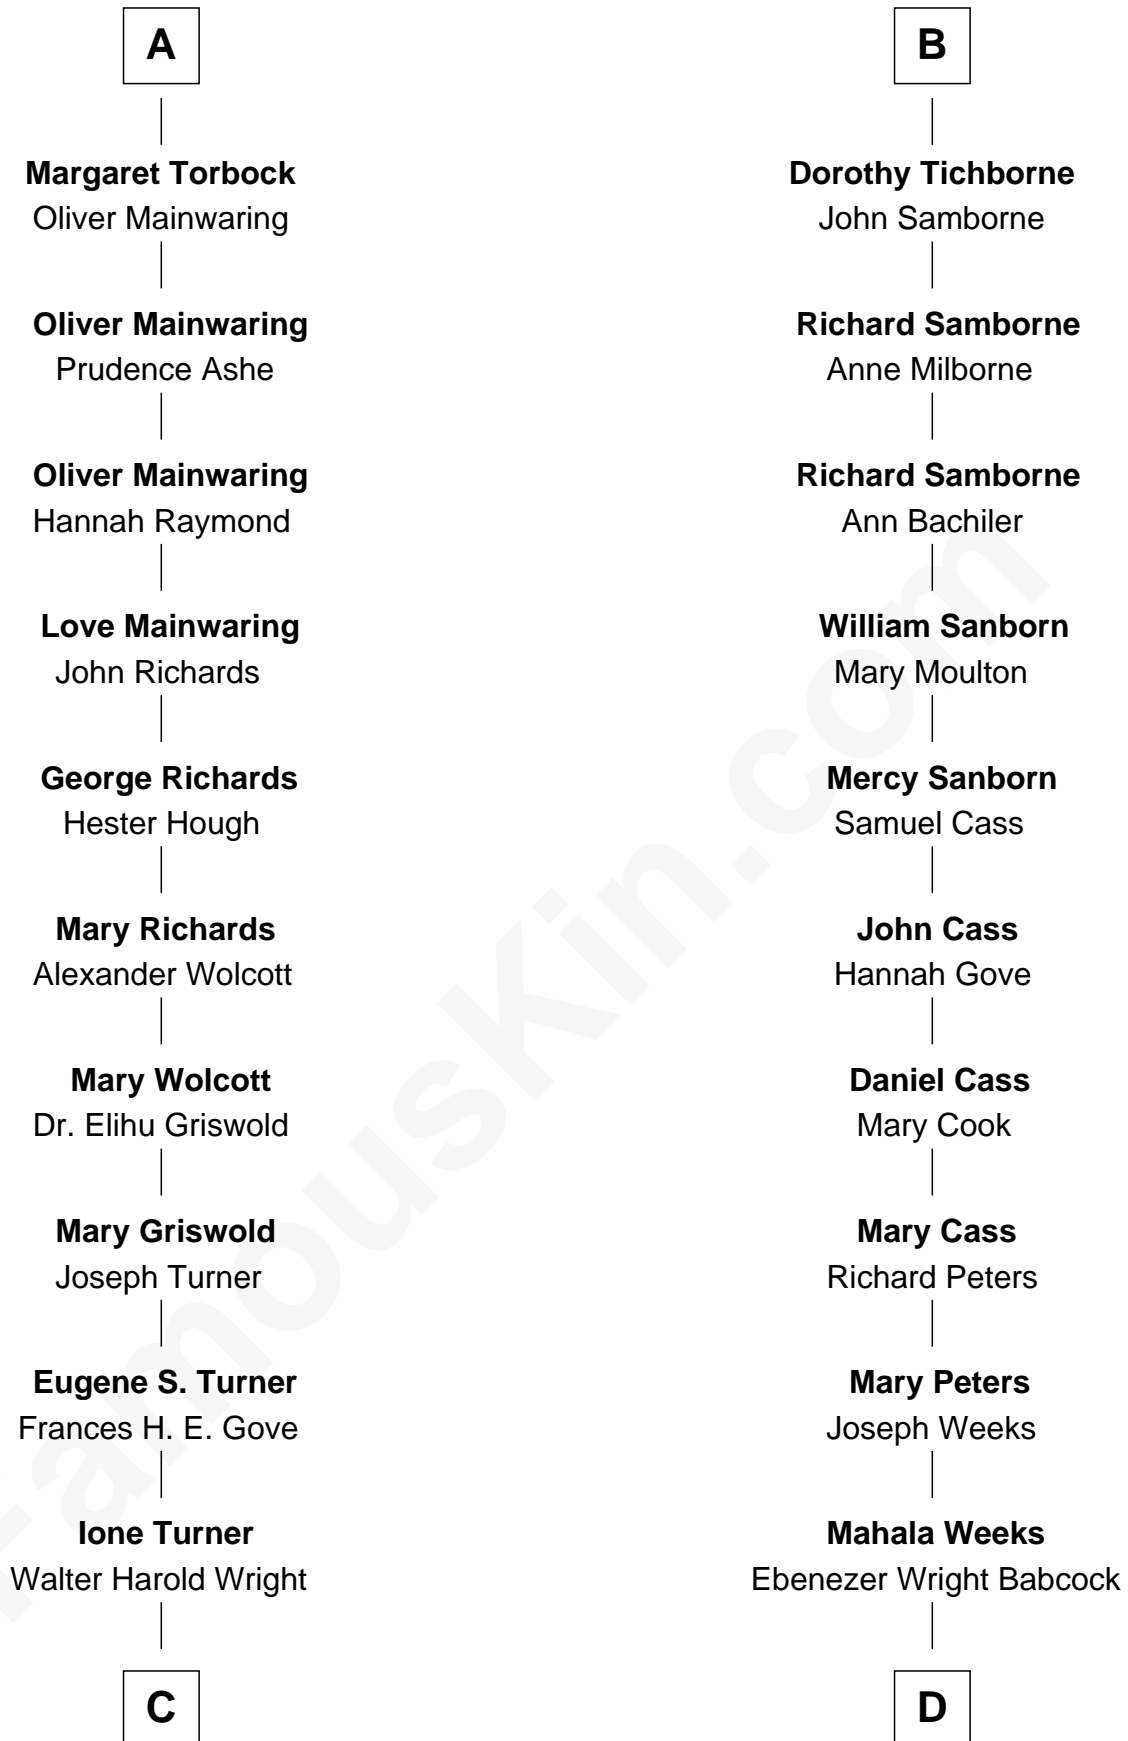 A
Margaret Torbock
Oliver Mainwaring
Oliver Mainwaring
Prudence Ashe
Oliver Mainwaring
Hannah Raymond
Love Mainwaring
John Richards
George Richards
Hester Hough
Mary Richards
Alexander Wolcott
Mary Wolcott
Dr. Elihu Griswold
Mary Griswold
Joseph Turner
Eugene S. Turner
Frances H. E. Gove
Ione Turner
Walter Harold Wright
C
B
Dorothy Tichborne
John Samborne
Richard Samborne
Anne Milborne
Richard Samborne
Ann Bachiler
William Sanborn
Mary Moulton
Mercy Sanborn
Samuel Cass
John Cass
Hannah Gove
Daniel Cass
Mary Cook
Mary Cass
Richard Peters
Mary Peters
Joseph Weeks
Mahala Weeks
Ebenezer Wright Babcock
D
FamousKin.com